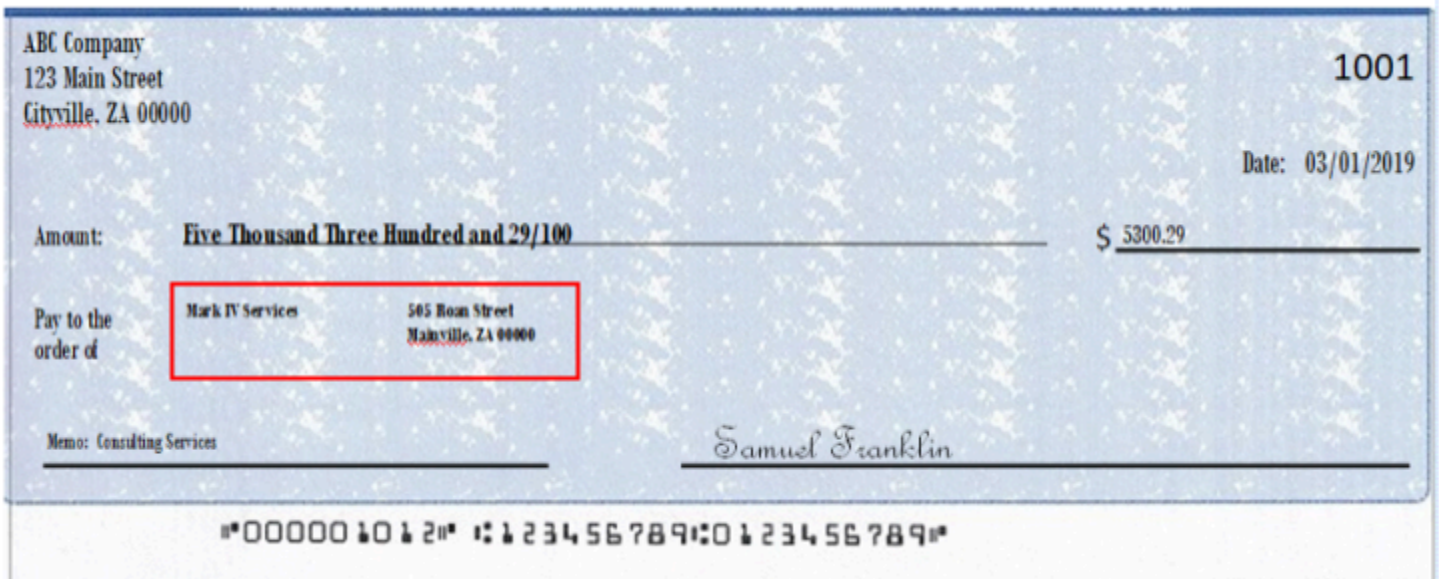 ABC Company
123 Main Street
Cityville, ZA 00000
1001
Date: 03/01/2019
Amount: Five Thousand Three Hundred and 29/100 $ 5300.29
Pay to the order of
Mark IV Services 505 Roan Street
Mainville, ZA 00000
Memo: Consulting Services
Samuel Franklin
⑈000001012⑈ ⑆123456789⑆0123456789⑈